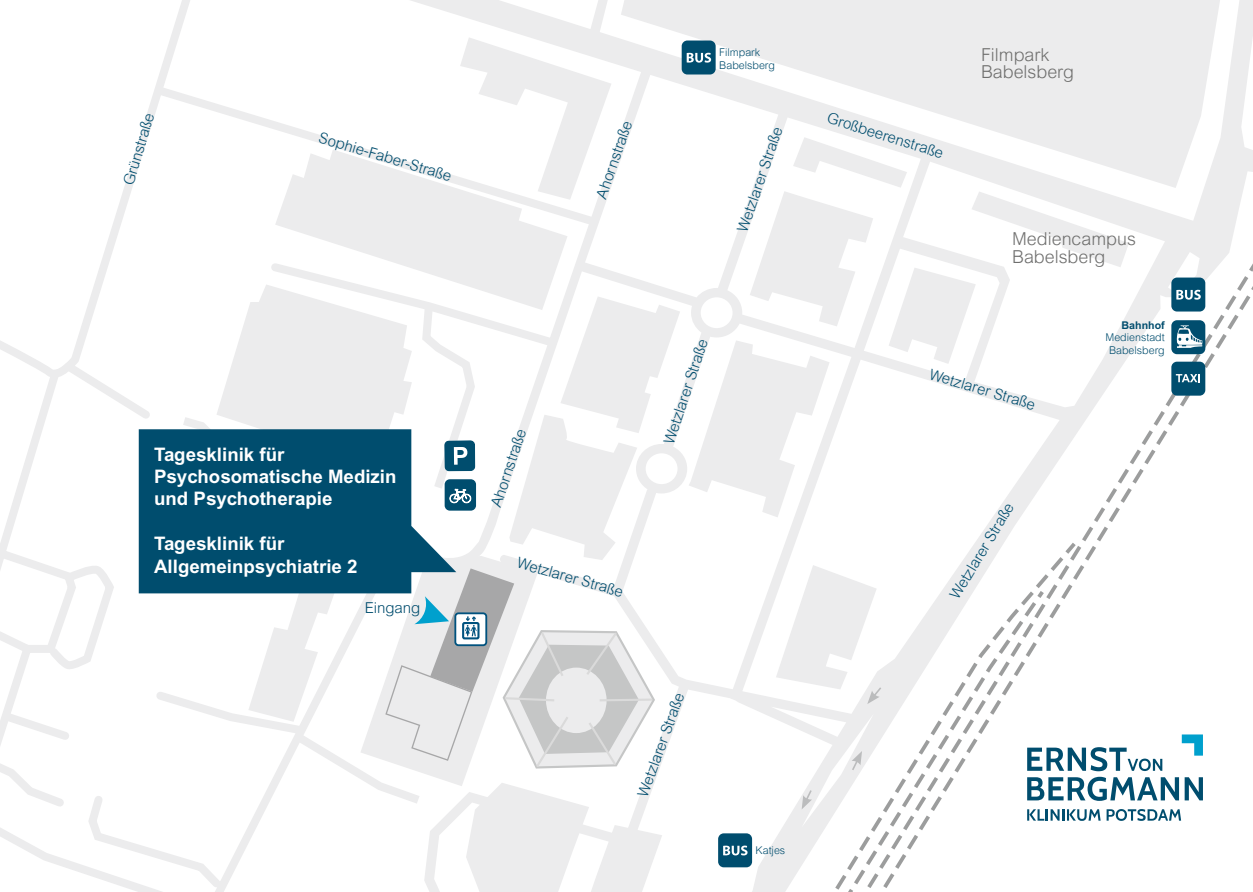 BUS
Filmpark
Babelsberg
Filmpark
Babelsberg
Großbeerenstraße
Grünstraße
Sophie-Faber-Straße
Ahornstraße
Wetzlarer Straße
Mediencampus
Babelsberg
BUS
Bahnhof
Medienstadt
Babelsberg
TAXI
Wetzlarer Straße
Wetzlarer Straße
Tagesklinik für
Psychosomatische Medizin
und Psychotherapie
Tagesklinik für
Allgemeinpsychiatrie 2
P
Ahornstraße
Wetzlarer Straße
Wetzlarer Straße
Eingang
Wetzlarer Straße
ERNST VON
BERGMANN
KLINIKUM POTSDAM
BUS
Katjes